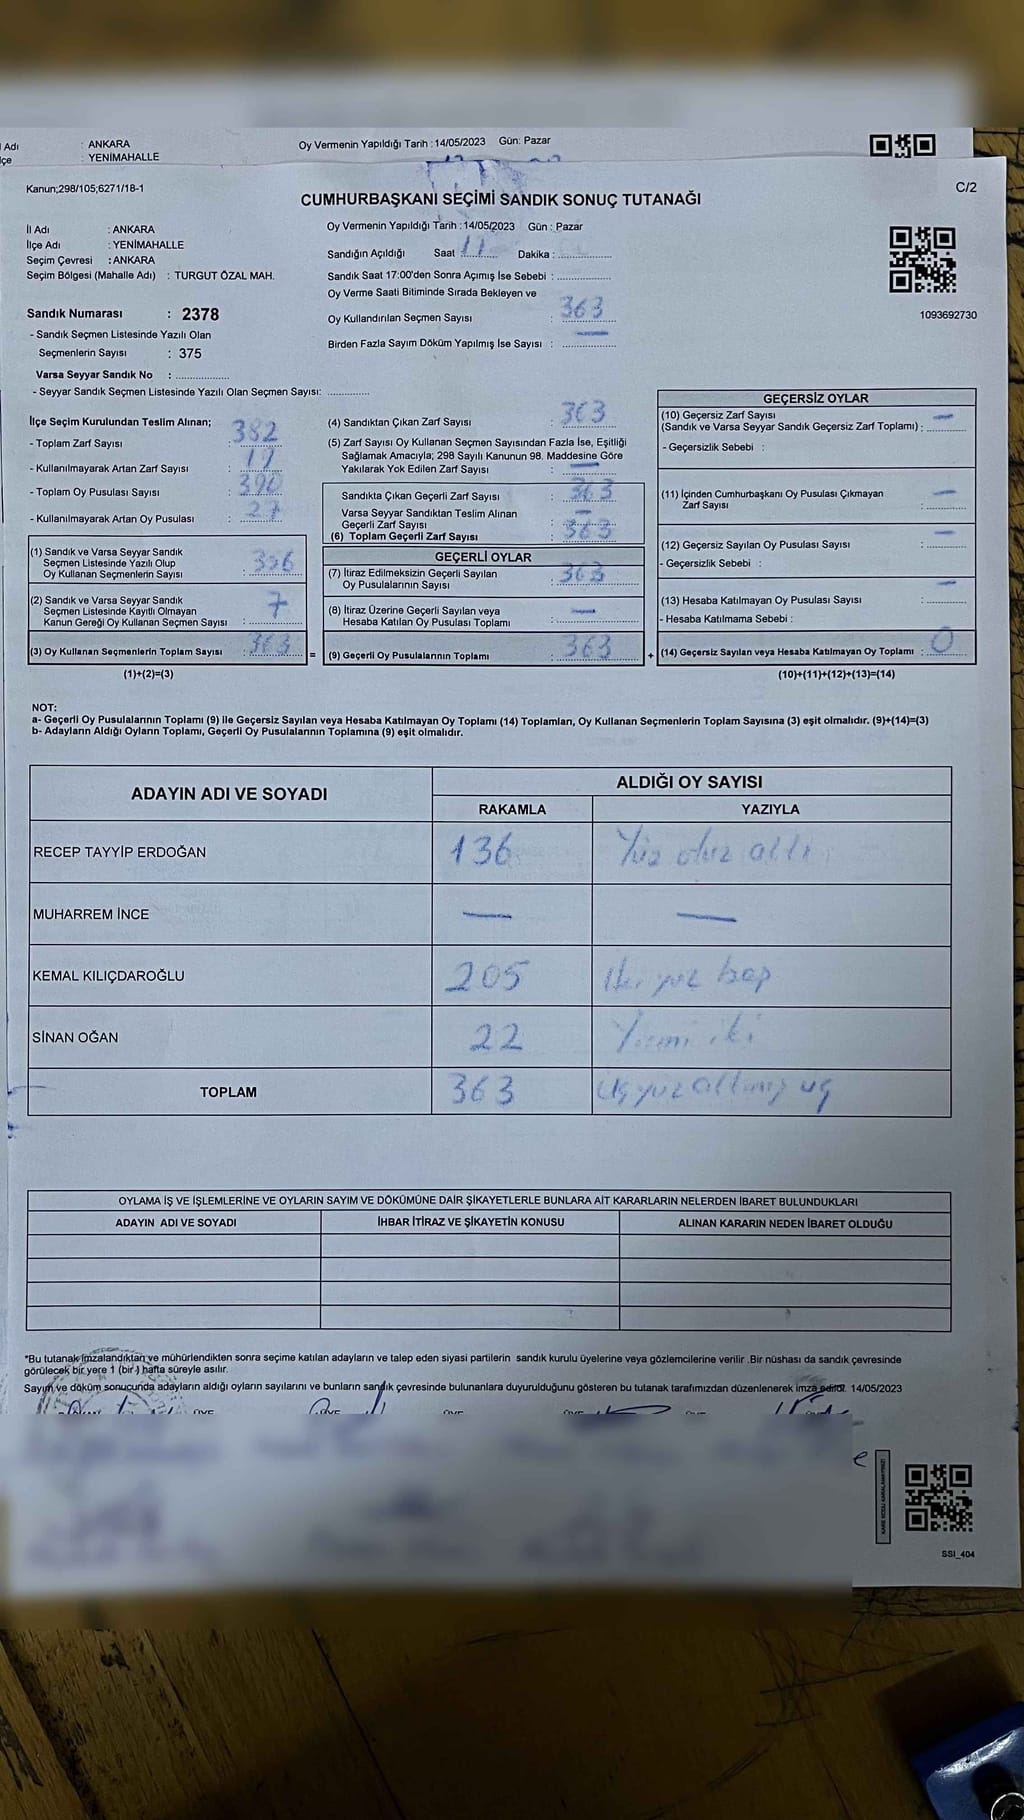 İl Adı : ANKARA
İlçe : YENİMAHALLE
Oy Vermenin Yapıldığı Tarih : 14/05/2023 Gün: Pazar
Kanun;298/105;6271/18-1
C/2
CUMHURBAŞKANI SEÇİMİ SANDIK SONUÇ TUTANAĞI
İl Adı : ANKARA
İlçe Adı : YENİMAHALLE
Seçim Çevresi : ANKARA
Seçim Bölgesi (Mahalle Adı) : TURGUT ÖZAL MAH.
Oy Vermenin Yapıldığı Tarih :14/05/2023 Gün : Pazar
Sandığın Açıldığı Saat : 17 Dakika :
Sandık Saat 17:00'den Sonra Açımış İse Sebebi :
Oy Verme Saati Bitiminde Sırada Bekleyen ve
Oy Kullandırılan Seçmen Sayısı : 363
Birden Fazla Sayım Döküm Yapılmış İse Sayısı : —
1093692730
Sandık Numarası : 2378
- Sandık Seçmen Listesinde Yazılı Olan
Seçmenlerin Sayısı : 375
Varsa Seyyar Sandık No :
- Seyyar Sandık Seçmen Listesinde Yazılı Olan Seçmen Sayısı:
İlçe Seçim Kurulundan Teslim Alınan;
- Toplam Zarf Sayısı : 382
- Kullanılmayarak Artan Zarf Sayısı : 19
- Toplam Oy Pusulası Sayısı : 390
- Kullanılmayarak Artan Oy Pusulası : 27
(1) Sandık ve Varsa Seyyar Sandık
Seçmen Listesinde Yazılı Olup
Oy Kullanan Seçmenlerin Sayısı : 356
(2) Sandık ve Varsa Seyyar Sandık
Seçmen Listesinde Kayıtlı Olmayan
Kanun Gereği Oy Kullanan Seçmen Sayısı : 7
(3) Oy Kullanan Seçmenlerin Toplam Sayısı : 363
(1)+(2)=(3)
(4) Sandıktan Çıkan Zarf Sayısı : 363
(5) Zarf Sayısı Oy Kullanan Seçmen Sayısından Fazla İse, Eşitliği
Sağlamak Amacıyla; 298 Sayılı Kanunun 98. Maddesine Göre
Yakılarak Yok Edilen Zarf Sayısı : —
Sandıkta Çıkan Geçerli Zarf Sayısı : 363
Varsa Seyyar Sandıktan Teslim Alınan
Geçerli Zarf Sayısı : —
(6) Toplam Geçerli Zarf Sayısı : 363
GEÇERLİ OYLAR
(7) İtiraz Edilmeksizin Geçerli Sayılan
Oy Pusulalarının Sayısı : 363
(8) İtiraz Üzerine Geçerli Sayılan veya
Hesaba Katılan Oy Pusulası Toplamı : —
= (9) Geçerli Oy Pusulalarının Toplamı : 363
GEÇERSİZ OYLAR
(10) Geçersiz Zarf Sayısı
(Sandık ve Varsa Seyyar Sandık Geçersiz Zarf Toplamı) : —
- Geçersizlik Sebebi :
(11) İçinden Cumhurbaşkanı Oy Pusulası Çıkmayan
Zarf Sayısı : —
(12) Geçersiz Sayılan Oy Pusulası Sayısı : —
- Geçersizlik Sebebi :
(13) Hesaba Katılmayan Oy Pusulası Sayısı : —
- Hesaba Katılmama Sebebi :
+ (14) Geçersiz Sayılan veya Hesaba Katılmayan Oy Toplamı : 0
(10)+(11)+(12)+(13)=(14)
NOT:
a- Geçerli Oy Pusulalarının Toplamı (9) ile Geçersiz Sayılan veya Hesaba Katılmayan Oy Toplamı (14) Toplamları, Oy Kullanan Seçmenlerin Toplam Sayısına (3) eşit olmalıdır. (9)+(14)=(3)
b- Adayların Aldığı Oyların Toplamı, Geçerli Oy Pusulalarının Toplamına (9) eşit olmalıdır.
ADAYIN ADI VE SOYADI ALDIĞI OY SAYISI
RAKAMLA YAZIYLA
RECEP TAYYİP ERDOĞAN 136 Yüz otuz altı
MUHARREM İNCE — —
KEMAL KILIÇDAROĞLU 205 İki yüz beş
SİNAN OĞAN 22 Yirmi iki
TOPLAM 363 Üç yüz altmış üç
OYLAMA İŞ VE İŞLEMLERİNE VE OYLARIN SAYIM VE DÖKÜMÜNE DAİR ŞİKAYETLERLE BUNLARA AİT KARARLARIN NELERDEN İBARET BULUNDUKLARI
ADAYIN ADI VE SOYADI İHBAR İTİRAZ VE ŞİKAYETİN KONUSU ALINAN KARARIN NEDEN İBARET OLDUĞU
*Bu tutanak imzalandıktan ve mühürlendikten sonra seçime katılan adayların ve talep eden siyasi partilerin sandık kurulu üyelerine veya gözlemcilerine verilir .Bir nüshası da sandık çevresinde
görülecek bir yere 1 (bir) hafta süreyle asılır.
Sayım ve döküm sonucunda adayların aldığı oyların sayılarını ve bunların sandık çevresinde bulunanlara duyurulduğunu gösteren bu tutanak tarafımızdan düzenlenerek imza edildi. 14/05/2023
SSI_404